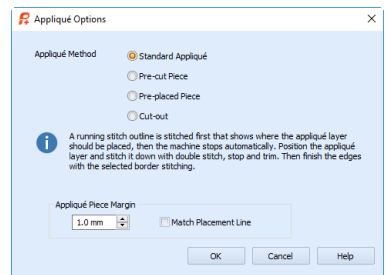 Appliqué Options
Appliqué Method
Standard Appliqué
Pre-cut Piece
Pre-placed Piece
Cut-out
A running stitch outline is stitched first that shows where the appliqué layer
should be placed, then the machine stops automatically. Position the appliqué
layer and stitch it down with double stitch, stop and trim. Then finish the edges
with the selected border stitching.
Appliqué Piece Margin
1.0 mm
Match Placement Line
OK Cancel Help